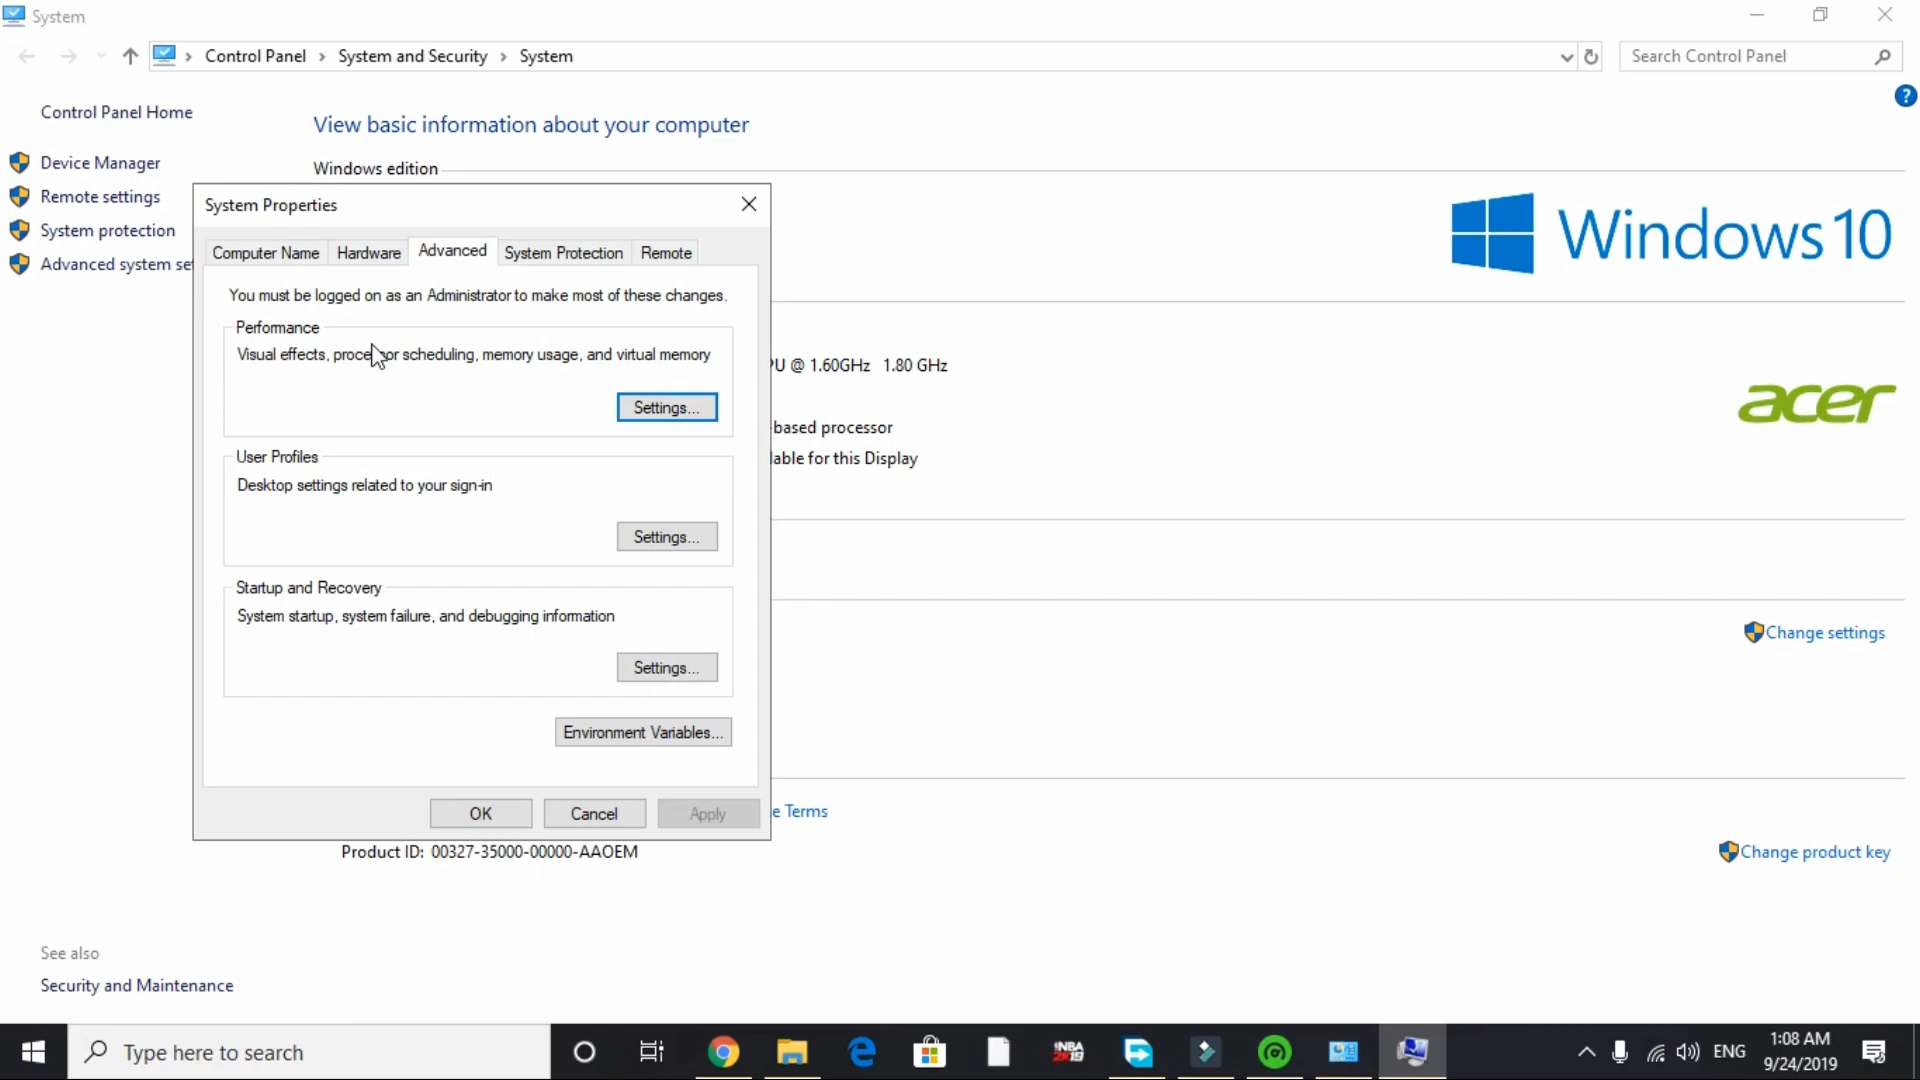 System
Control Panel
System and Security
System
Search Control Panel
?
Control Panel Home
Device Manager
Remote settings
System protection
Advanced system se
View basic information about your computer
Windows edition
Windows 10
System Properties
Computer Name
Hardware
Advanced
System Protection
Remote
You must be logged on as an Administrator to make most of these changes.
Performance
Visual effects, processor scheduling, memory usage, and virtual memory
Settings...
User Profiles
Desktop settings related to your sign-in
Settings...
Startup and Recovery
System startup, system failure, and debugging information
Settings...
Environment Variables...
OK
Cancel
Apply
PU @ 1.60GHz 1.80 GHz
acer
-based processor
lable for this Display
Change settings
e Terms
Product ID: 00327-35000-00000-AAOEM
Change product key
See also
Security and Maintenance
Type here to search
NBA
2K19
ENG
1:08 AM
9/24/2019